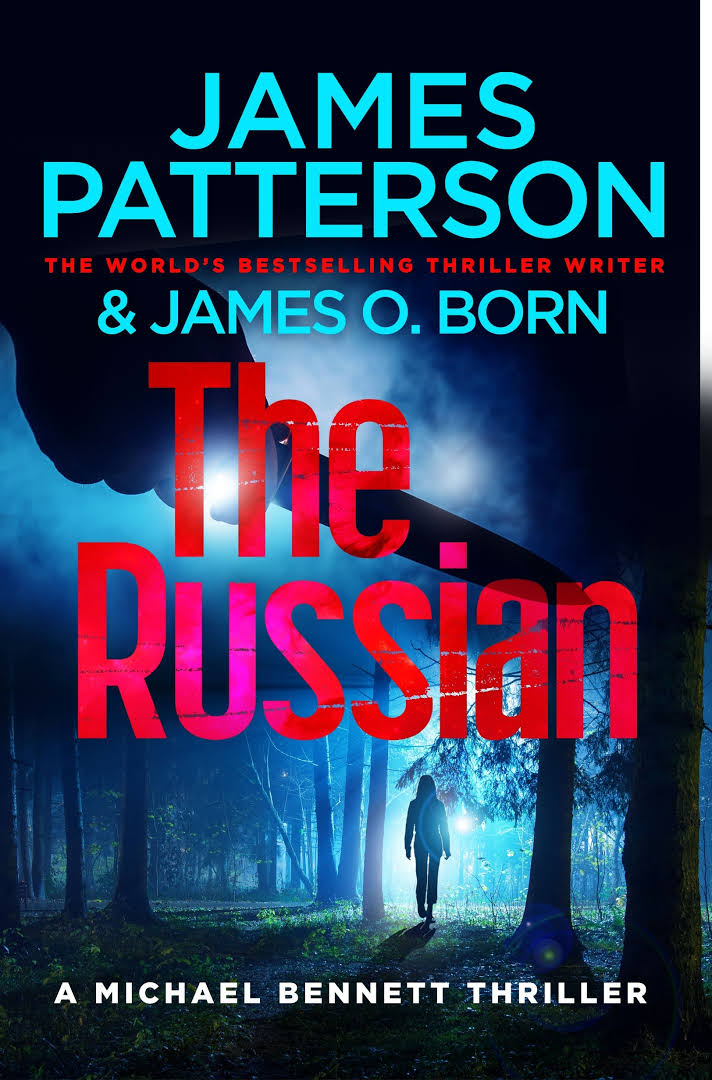 JAMES
PATTERSON
THE WORLD'S BESTSELLING THRILLER WRITER
& JAMES O. BORN
The
Russian
A MICHAEL BENNETT THRILLER